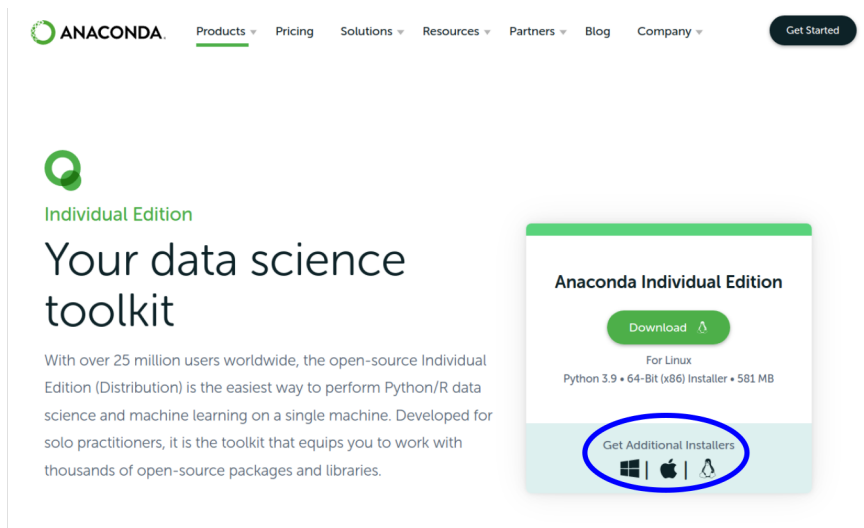 ANACONDA.
Products
Pricing
Solutions
Resources
Partners
Blog
Company
Get Started
Individual Edition
Your data science
toolkit
With over 25 million users worldwide, the open-source Individual
Edition (Distribution) is the easiest way to perform Python/R data
science and machine learning on a single machine. Developed for
solo practitioners, it is the toolkit that equips you to work with
thousands of open-source packages and libraries.
Anaconda Individual Edition
Download
For Linux
Python 3.9 • 64-Bit (x86) Installer • 581 MB
Get Additional Installers
| |